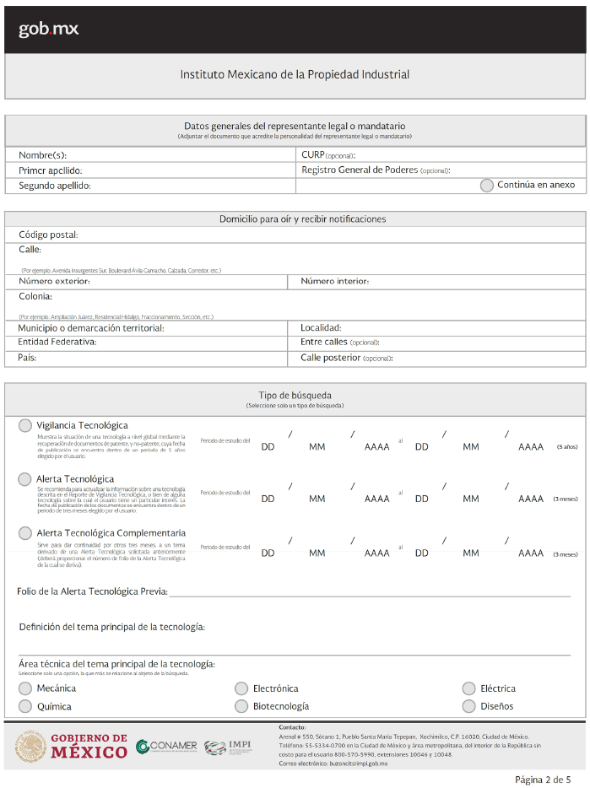 gob.mx
Instituto Mexicano de la Propiedad Industrial
Datos generales del representante legal o mandatario
(Adjuntar el documento que acredite la personalidad del representante legal o mandatario)
Nombre(s):
CURP (opcional):
Primer apellido:
Registro General de Poderes (opcional):
Segundo apellido:
Continúa en anexo
Domicilio para oír y recibir notificaciones
Código postal:
Calle:
(Por ejemplo: Avenida Insurgentes Sur, Boulevard Ávila Camacho, Calzada, Corredor, etc.)
Número exterior:
Número interior:
Colonia:
(Por ejemplo: Ampliación Juárez, Residencial Hidalgo, Fraccionamiento, Sección, etc.)
Municipio o demarcación territorial:
Localidad:
Entidad Federativa:
Entre calles (opcional):
País:
Calle posterior (opcional):
Tipo de búsqueda
(Seleccione solo un tipo de búsqueda)
Vigilancia Tecnológica
Muestra la situación de una tecnología a nivel global mediante la
recuperación de documentos de patente, y no-patente, cuya fecha
de publicación se encuentra dentro de un periodo de 5 años
elegido por el usuario.
Periodo de estudio del DD / MM / AAAA al DD / MM / AAAA (5 años)
Alerta Tecnológica
Se recomienda para actualizar la información sobre una tecnología
descrita en el Reporte de Vigilancia Tecnológica, o bien de alguna
tecnología sobre la cual el usuario tiene un particular interés. La
fecha de publicación de los documentos se encuentra dentro de un
periodo de tres meses elegido por el usuario.
Periodo de estudio del DD / MM / AAAA al DD / MM / AAAA (3 meses)
Alerta Tecnológica Complementaria
Sirve para dar continuidad por otros tres meses, a un tema
derivado de una Alerta Tecnológica solicitada anteriormente
(deberá proporcionar el número de folio de la Alerta Tecnológica
de la cual se deriva).
Periodo de estudio del DD / MM / AAAA al DD / MM / AAAA (3 meses)
Folio de la Alerta Tecnológica Previa:
Definición del tema principal de la tecnología:
Área técnica del tema principal de la tecnología:
Seleccione solo una opción, la que más se relacione al objeto de la búsqueda.
Mecánica
Electrónica
Eléctrica
Química
Biotecnología
Diseños
GOBIERNO DE
MÉXICO
CONAMER
IMPI
Contacto:
Arenal # 550, Sótano 1, Pueblo Santa María Tepepan, Xochimilco, C.P. 16020, Ciudad de México.
Teléfono: 55-5334-0700 en la Ciudad de México y área metropolitana, del interior de la República sin
costo para el usuario 800-570-5990, extensiones 10046 y 10048.
Correo electrónico: buzoncit@impi.gob.mx
Página 2 de 5